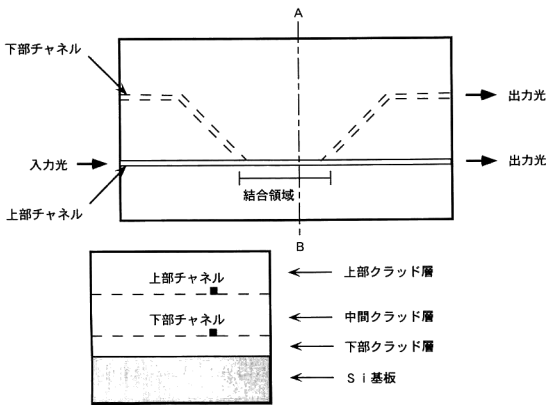 A
下部チャネル
出力光
入力光
出力光
上部チャネル
結合領域
B
上部チャネル
上部クラッド層
下部チャネル
中間クラッド層
下部クラッド層
Si基板